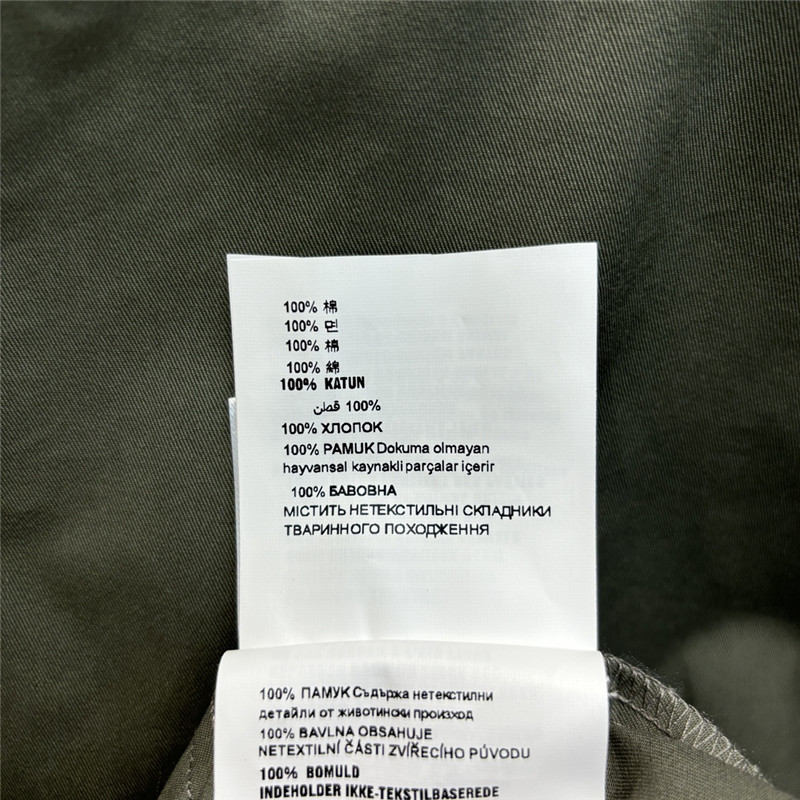 100% 棉
100% 면
100% 棉
100% 綿
100% KATUN
100% قطن
100% ХЛОПОК
100% PAMUK Dokuma olmayan
hayvansal kaynakli parçalar içerir
100% БАВОВНА
МІСТИТЬ НЕТЕКСТИЛЬНІ СКЛАДНИКИ
ТВАРИННОГО ПОХОДЖЕННЯ
100% ПАМУК Съдържа нетекстилни
детайли от животински произход
100% BAVLNA OBSAHUJE
NETEXTILNÍ ČÁSTI ZVÍŘECÍHO PŮVODU
100% BOMULD
INDEHOLDER IKKE-TEKSTILBASEREDE